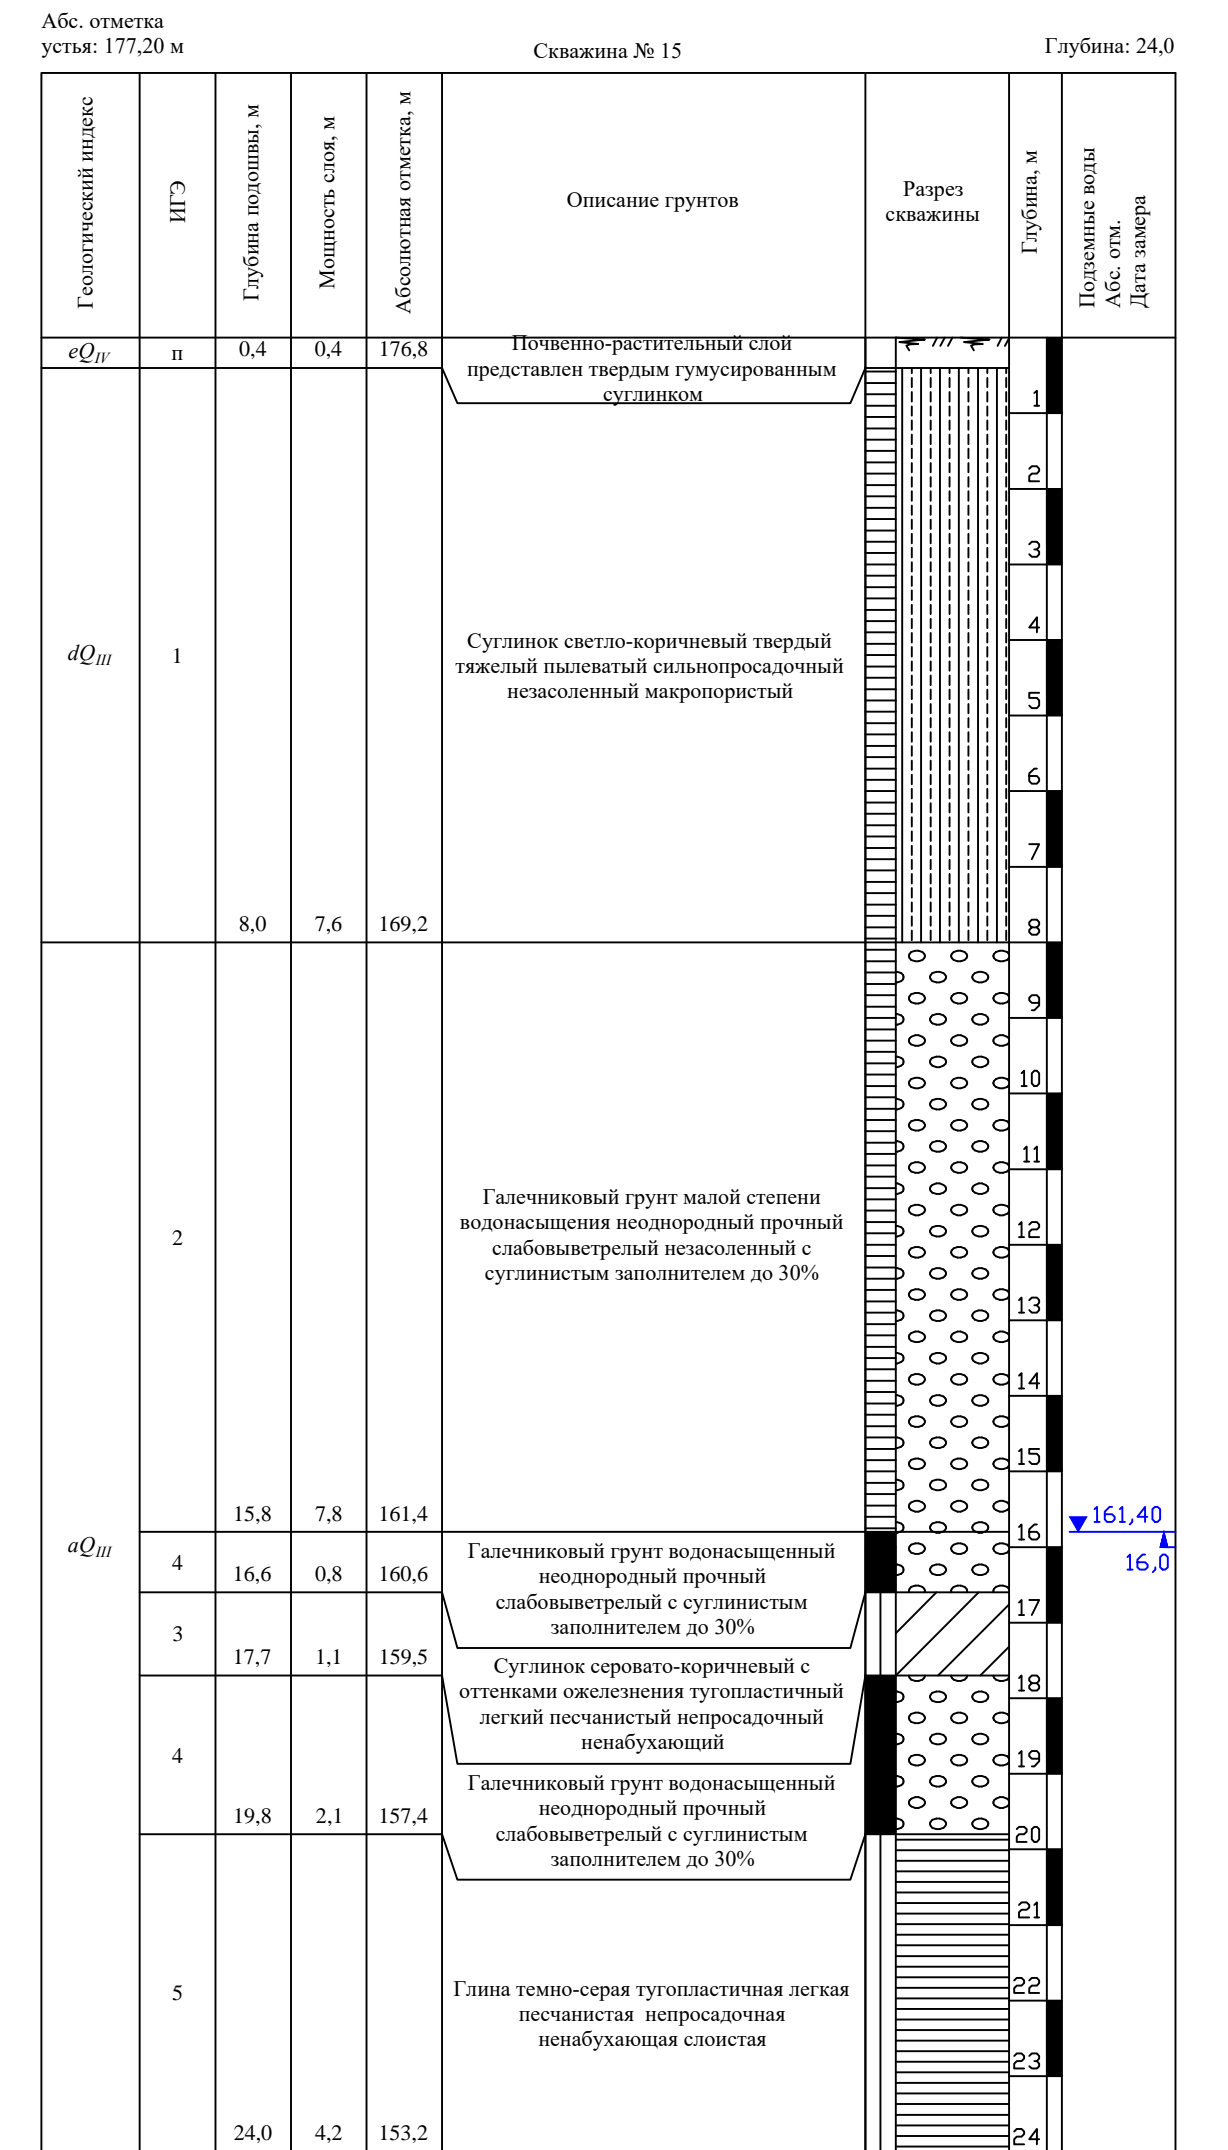 Абс. отметка
устья: 177,20 м
Скважина № 15
Глубина: 24,0
Геологический индекс
ИГЭ
Глубина подошвы, м
Мощность слоя, м
Абсолютная отметка, м
Описание грунтов
Разрез
скважины
Глубина, м
Подземные воды
Абс. отм.
Дата замера
eQIV
п
0,4
0,4
176,8
Почвенно-растительный слой
представлен твердым гумусированным
суглинком
1
2
3
4
5
6
7
8
dQIII
1
Суглинок светло-коричневый твердый
тяжелый пылеватый сильнопросадочный
незасоленный макропористый
8,0
7,6
169,2
9
10
11
12
13
14
15
16
2
Галечниковый грунт малой степени
водонасыщения неоднородный прочный
слабовыветрелый незасоленный с
суглинистым заполнителем до 30%
15,8
7,8
161,4
161,40
16,0
aQIII
4
16,6
0,8
160,6
Галечниковый грунт водонасыщенный
неоднородный прочный
слабовыветрелый с суглинистым
заполнителем до 30%
17
3
17,7
1,1
159,5
Суглинок серовато-коричневый с
оттенками ожелезнения тугопластичный
легкий песчанистый непросадочный
ненабухающий
18
19
20
4
19,8
2,1
157,4
Галечниковый грунт водонасыщенный
неоднородный прочный
слабовыветрелый с суглинистым
заполнителем до 30%
21
22
23
24
5
Глина темно-серая тугопластичная легкая
песчанистая непросадочная
ненабухающая слоистая
24,0
4,2
153,2